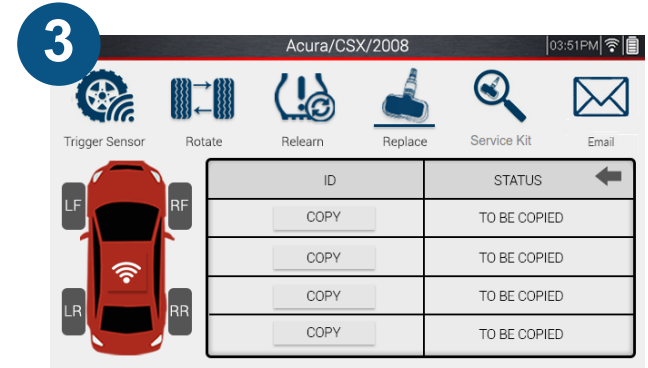 3
Acura/CSX/2008
03:51PM
Trigger Sensor
Rotate
Relearn
Replace
Service Kit
Email
LF
RF
LR
RR
ID
STATUS
COPY
TO BE COPIED
COPY
TO BE COPIED
COPY
TO BE COPIED
COPY
TO BE COPIED